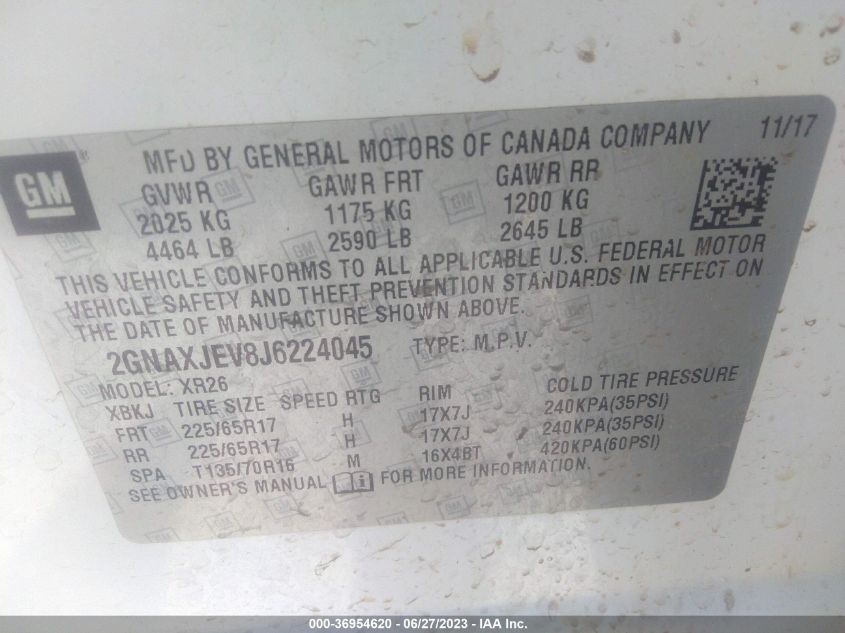 MFD BY GENERAL MOTORS OF CANADA COMPANY 11/17
GM ®
GVWR GAWR FRT GAWR RR
2025 KG 1175 KG 1200 KG
4464 LB 2590 LB 2645 LB
THIS VEHICLE CONFORMS TO ALL APPLICABLE U.S. FEDERAL MOTOR
VEHICLE SAFETY AND THEFT PREVENTION STANDARDS IN EFFECT ON
THE DATE OF MANUFACTURE SHOWN ABOVE.
2GNAXJEV8J6224045 TYPE: M.P.V.
MODEL: XR26
XBKJ TIRE SIZE SPEED RTG RIM COLD TIRE PRESSURE
FRT 225/65R17 H 17X7J 240KPA(35PSI)
RR 225/65R17 H 17X7J 240KPA(35PSI)
SPA T135/70R16 M 16X4BT 420KPA(60PSI)
SEE OWNER'S MANUAL FOR MORE INFORMATION.
000-36954620 - 06/27/2023 - IAA Inc.